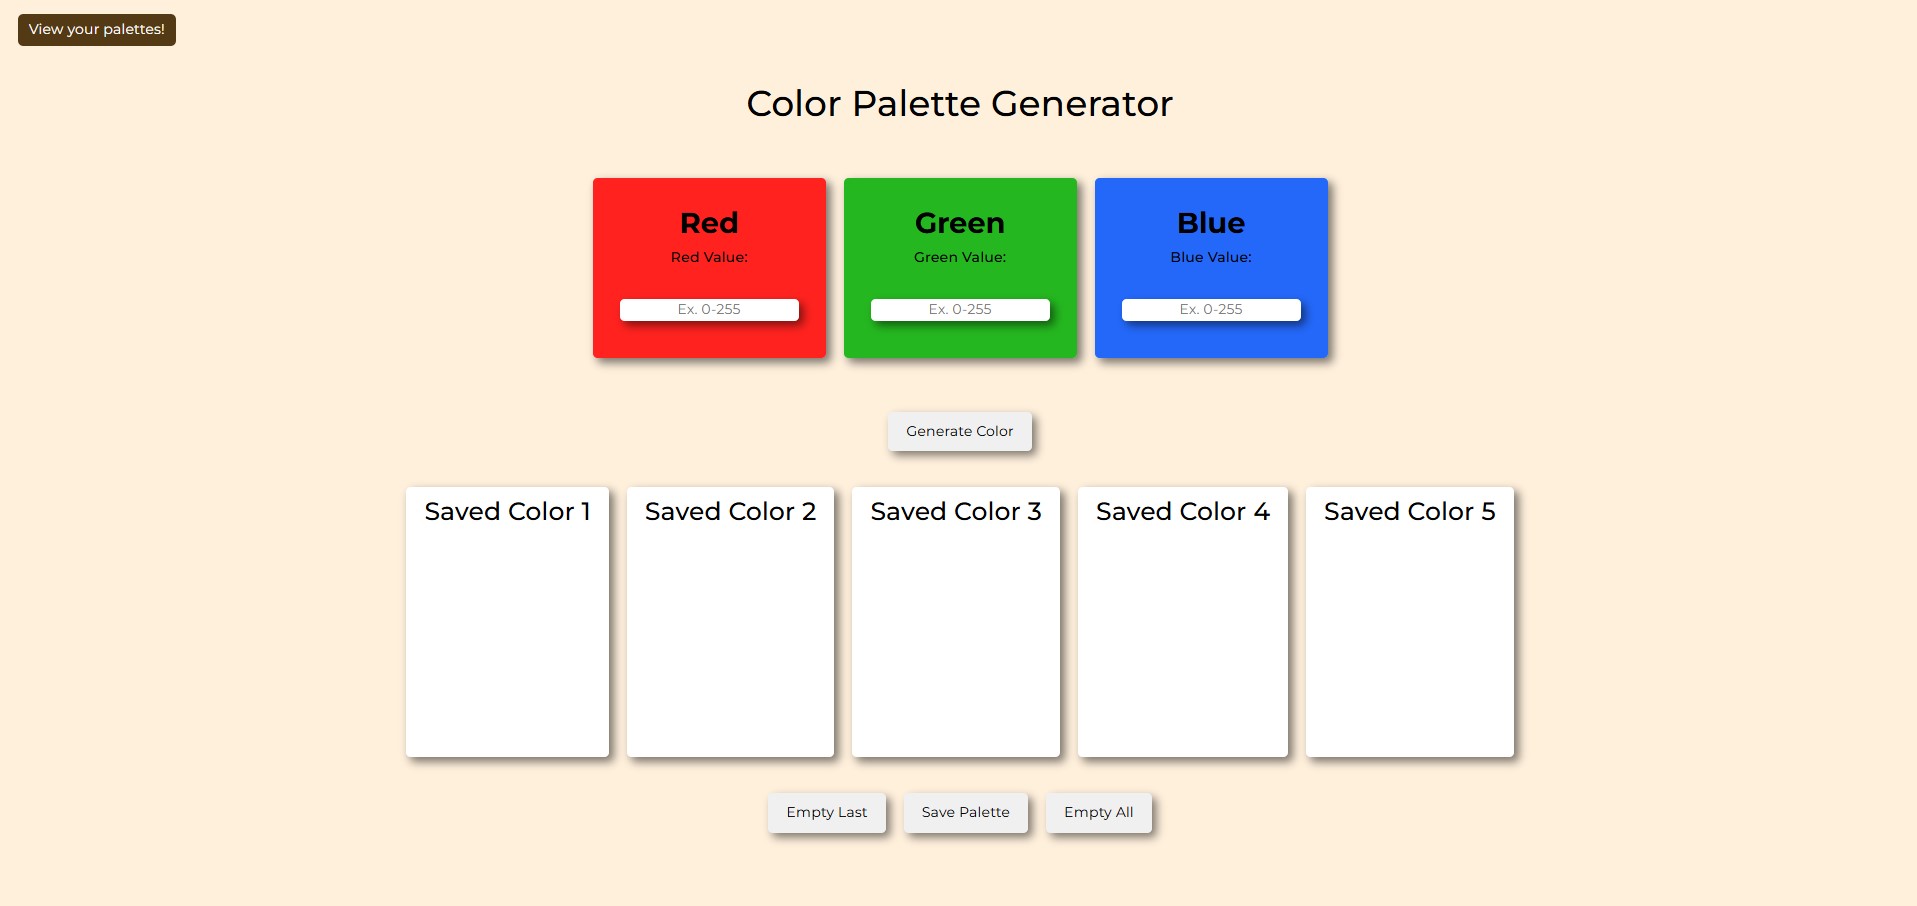 View your palettes!
Color Palette Generator
Red
Red Value:
Ex. 0-255
Green
Green Value:
Ex. 0-255
Blue
Blue Value:
Ex. 0-255
Generate Color
Saved Color 1
Saved Color 2
Saved Color 3
Saved Color 4
Saved Color 5
Empty Last
Save Palette
Empty All